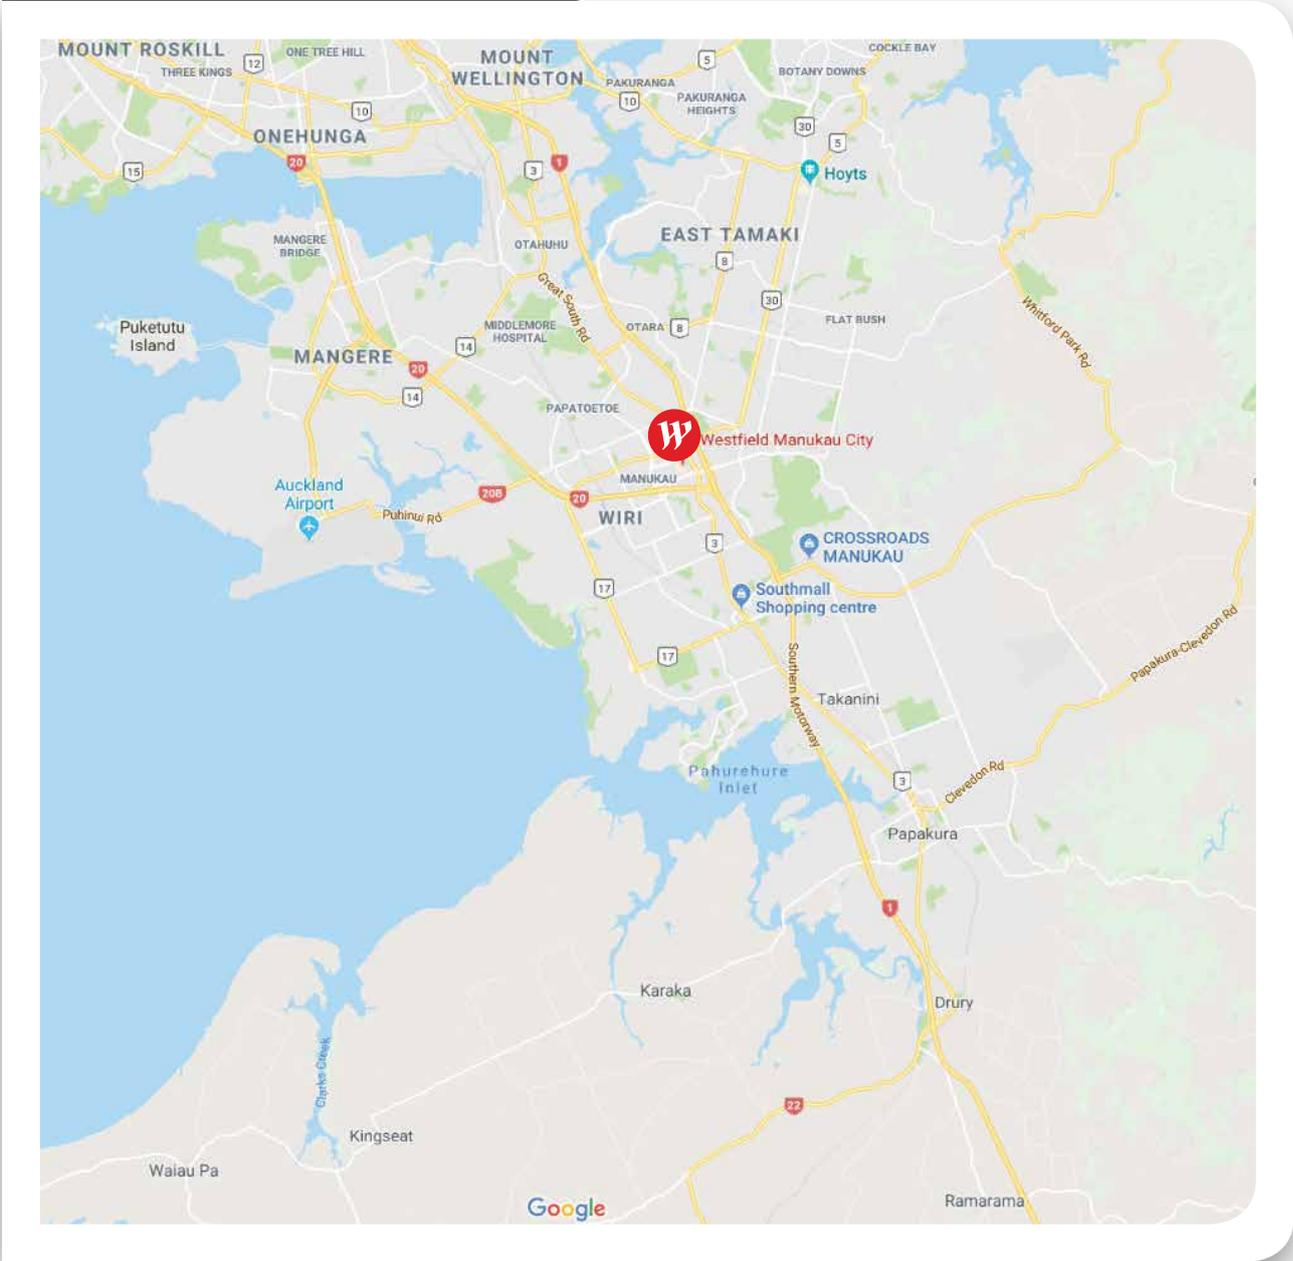 MOUNT ROSKILL
THREE KINGS
12
ONE TREE HILL
MOUNT
WELLINGTON
5
COCKLE BAY
BOTANY DOWNS
PAKURANGA
10
PAKURANGA
HEIGHTS
10
ONEHUNGA
20
15
3
1
30
5
Hoyts
MANGERE
BRIDGE
OTAHUHU
EAST TAMAKI
8
Great South Rd
30
Whitford Park Rd
Puketutu
Island
MIDDLEMORE
HOSPITAL
OTARA
8
FLAT BUSH
14
MANGERE
20
14
PAPATOETOE
W
Westfield Manukau City
Auckland
Airport
MANUKAU
20B
20
Puhinui Rd
WIRI
3
CROSSROADS
MANUKAU
17
Southmall
Shopping centre
17
Papakura-Clevedon Rd
Southern Motorway
Takanini
Pahurehure
Inlet
3
Clevedon Rd
Papakura
1
Karaka
Drury
Clarks Creek
22
Kingseat
Waiau Pa
Google
Ramarama